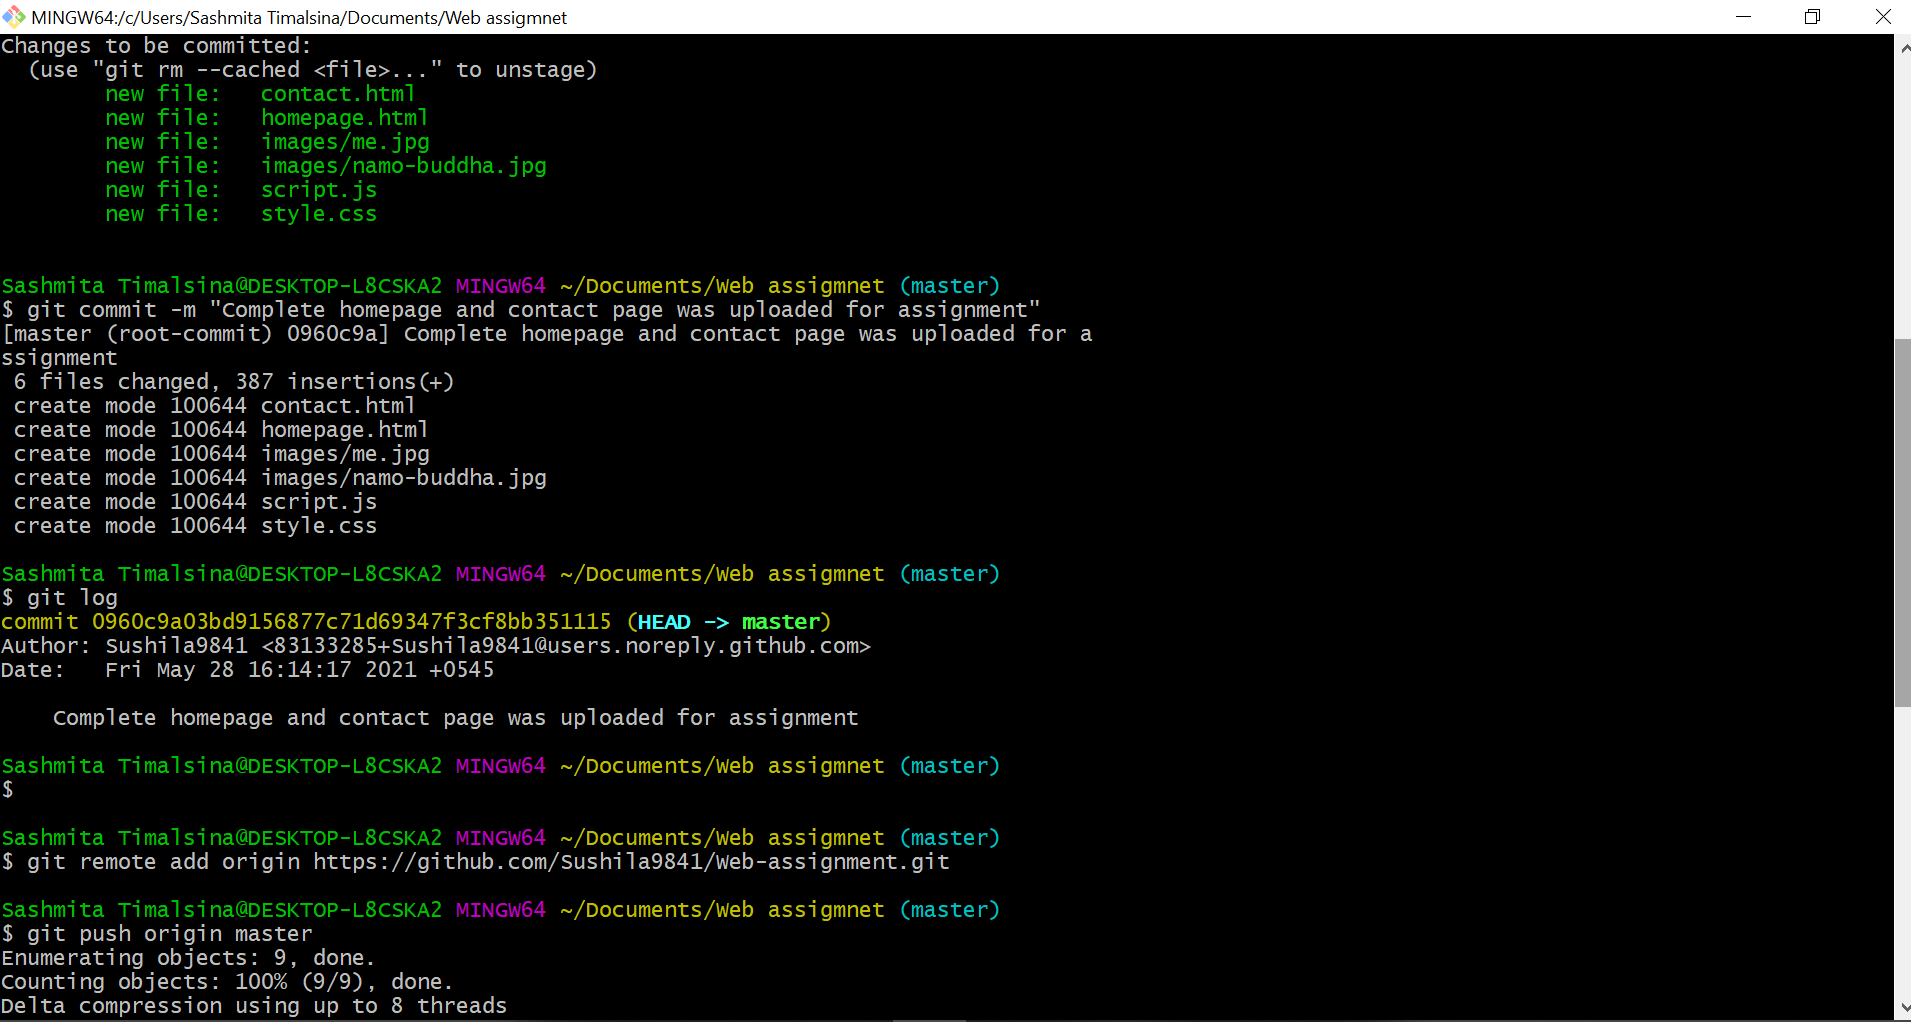 MINGW64:/c/Users/Sashmita Timalsina/Documents/Web assigmnet
Changes to be committed:
  (use "git rm --cached <file>..." to unstage)
        new file:   contact.html
        new file:   homepage.html
        new file:   images/me.jpg
        new file:   images/namo-buddha.jpg
        new file:   script.js
        new file:   style.css

Sashmita Timalsina@DESKTOP-L8CSKA2 MINGW64 ~/Documents/Web assigmnet (master)
$ git commit -m "Complete homepage and contact page was uploaded for assignment"
[master (root-commit) 0960c9a] Complete homepage and contact page was uploaded for a
ssignment
 6 files changed, 387 insertions(+)
 create mode 100644 contact.html
 create mode 100644 homepage.html
 create mode 100644 images/me.jpg
 create mode 100644 images/namo-buddha.jpg
 create mode 100644 script.js
 create mode 100644 style.css

Sashmita Timalsina@DESKTOP-L8CSKA2 MINGW64 ~/Documents/Web assigmnet (master)
$ git log
commit 0960c9a03bd9156877c71d69347f3cf8bb351115 (HEAD -> master)
Author: Sushila9841 <83133285+Sushila9841@users.noreply.github.com>
Date:   Fri May 28 16:14:17 2021 +0545

    Complete homepage and contact page was uploaded for assignment

Sashmita Timalsina@DESKTOP-L8CSKA2 MINGW64 ~/Documents/Web assigmnet (master)
$

Sashmita Timalsina@DESKTOP-L8CSKA2 MINGW64 ~/Documents/Web assigmnet (master)
$ git remote add origin https://github.com/Sushila9841/Web-assignment.git

Sashmita Timalsina@DESKTOP-L8CSKA2 MINGW64 ~/Documents/Web assigmnet (master)
$ git push origin master
Enumerating objects: 9, done.
Counting objects: 100% (9/9), done.
Delta compression using up to 8 threads